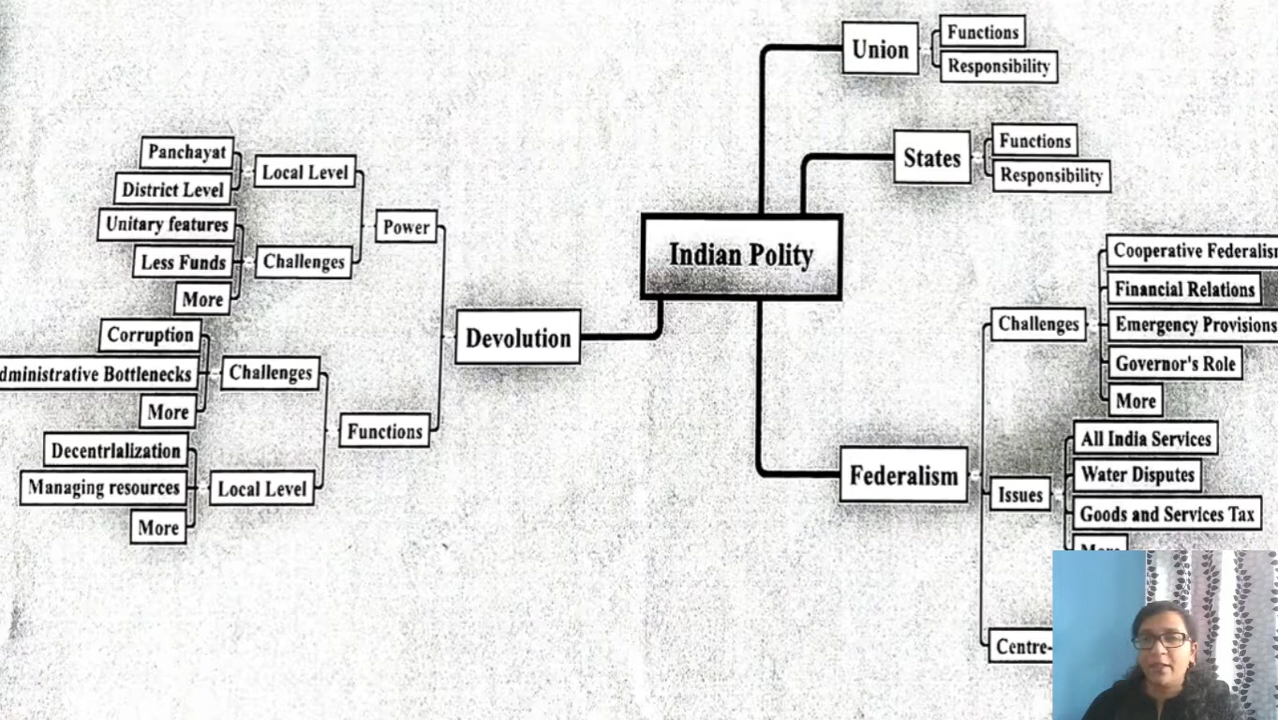 Indian Polity
Union
Functions
Responsibility
States
Functions
Responsibility
Devolution
Power
Local Level
Panchayat
District Level
Challenges
Unitary features
Less Funds
More
Functions
Challenges
Corruption
dministrative Bottlenecks
More
Local Level
Decentrlalization
Managing resources
More
Federalism
Challenges
Cooperative Federalism
Financial Relations
Emergency Provisions
Governor's Role
More
Issues
All India Services
Water Disputes
Goods and Services Tax
More
Centre-